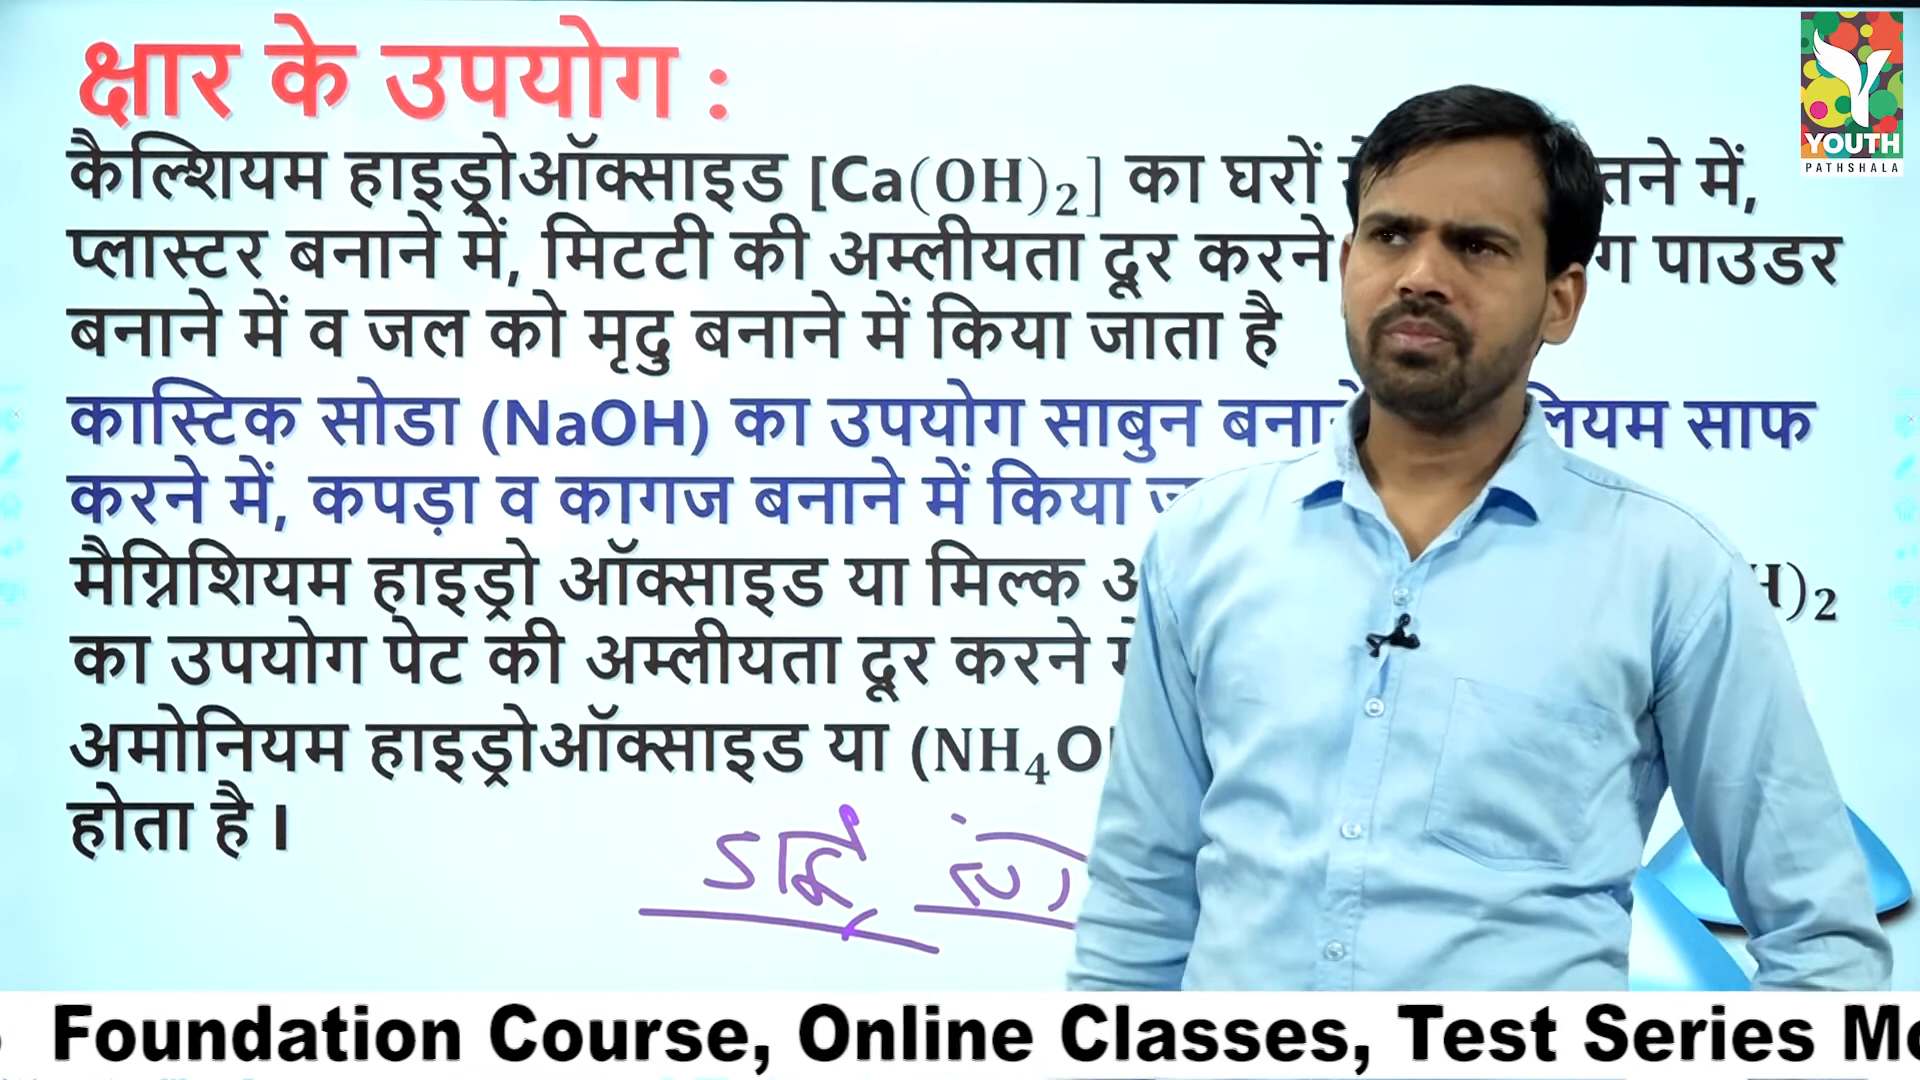 क्षार के उपयोग :
YOUTH
PATHSHALA
कैल्शियम हाइड्रोऑक्साइड [Ca(OH)₂] का घरों में
प्लास्टर बनाने में, मिटटी की अम्लीयता दूर करने पाउडर
बनाने में व जल को मृदु बनाने में किया जाता है
कास्टिक सोडा (NaOH) का उपयोग साबुन बनाने साफ
करने में, कपड़ा व कागज बनाने में किया
मैग्निशियम हाइड्रो ऑक्साइड या मिल्क H)₂
का उपयोग पेट की अम्लीयता दूर करने में
अमोनियम हाइड्रोऑक्साइड या (NH₄O
होता है ।
Foundation Course, Online Classes, Test Series